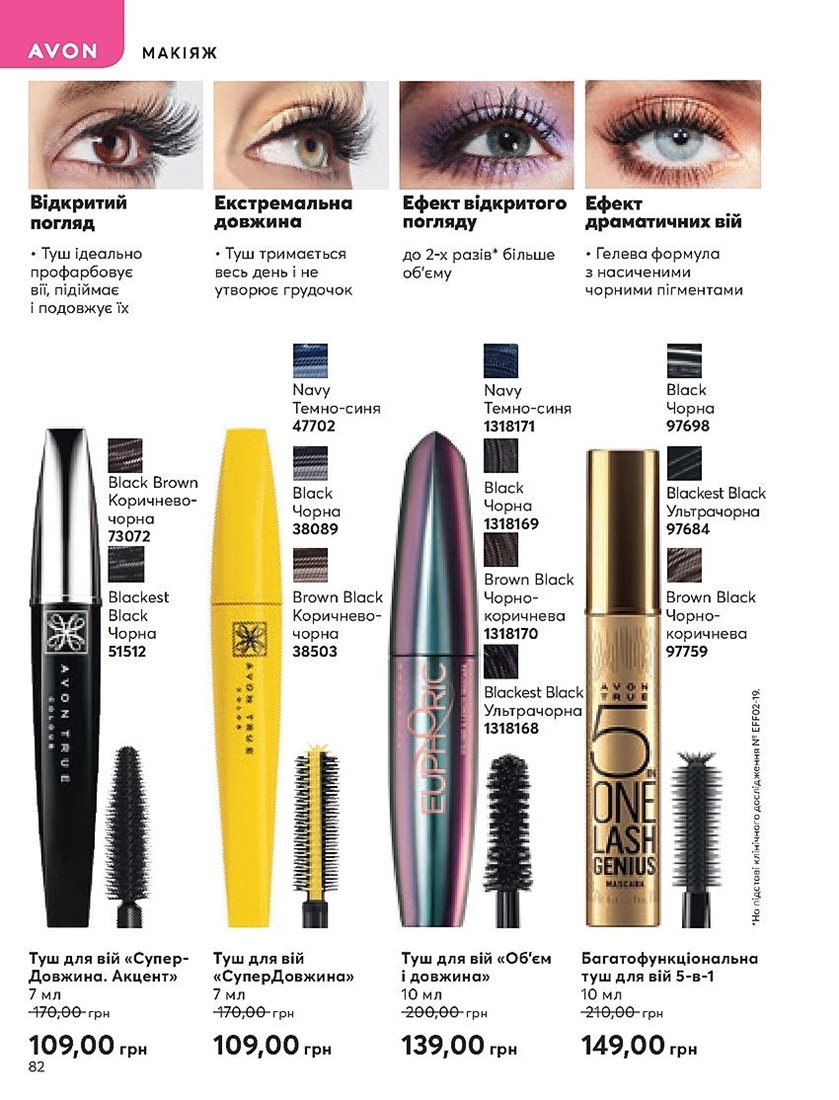 AVON
МАКІЯЖ
Відкритий
погляд
• Туш ідеально
профарбовує
вії, підіймає
і подовжує їх
Екстремальна
довжина
• Туш тримається
весь день і не
утворює грудочок
Ефект відкритого
погляду
до 2-х разів* більше
об'єму
Ефект
драматичних вій
• Гелева формула
з насиченими
чорними пігментами
Black Brown
Коричнево-
чорна
73072
Blackest
Black
Чорна
51512
Navy
Темно-синя
47702
Black
Чорна
38089
Brown Black
Коричнево-
чорна
38503
Navy
Темно-синя
1318171
Black
Чорна
1318169
Brown Black
Чорно-
коричнева
1318170
Blackest Black
Ультрачорна
1318168
Black
Чорна
97698
Blackest Black
Ультрачорна
97684
Brown Black
Чорно-
коричнева
97759
AVON TRUE
COLOUR
AVON TRUE
COLOUR
EUPHORIC
AVON
TRUE
5
IN
ONE
LASH
GENIUS
MASCARA
*На підставі клінічного дослідження № EFF02-19.
Туш для вій «Супер-
Довжина. Акцент»
7 мл
170,00 грн
109,00 грн
Туш для вій
«СуперДовжина»
7 мл
170,00 грн
109,00 грн
Туш для вій «Об'єм
і довжина»
10 мл
200,00 грн
139,00 грн
Багатофункціональна
туш для вій 5-в-1
10 мл
210,00 грн
149,00 грн
82